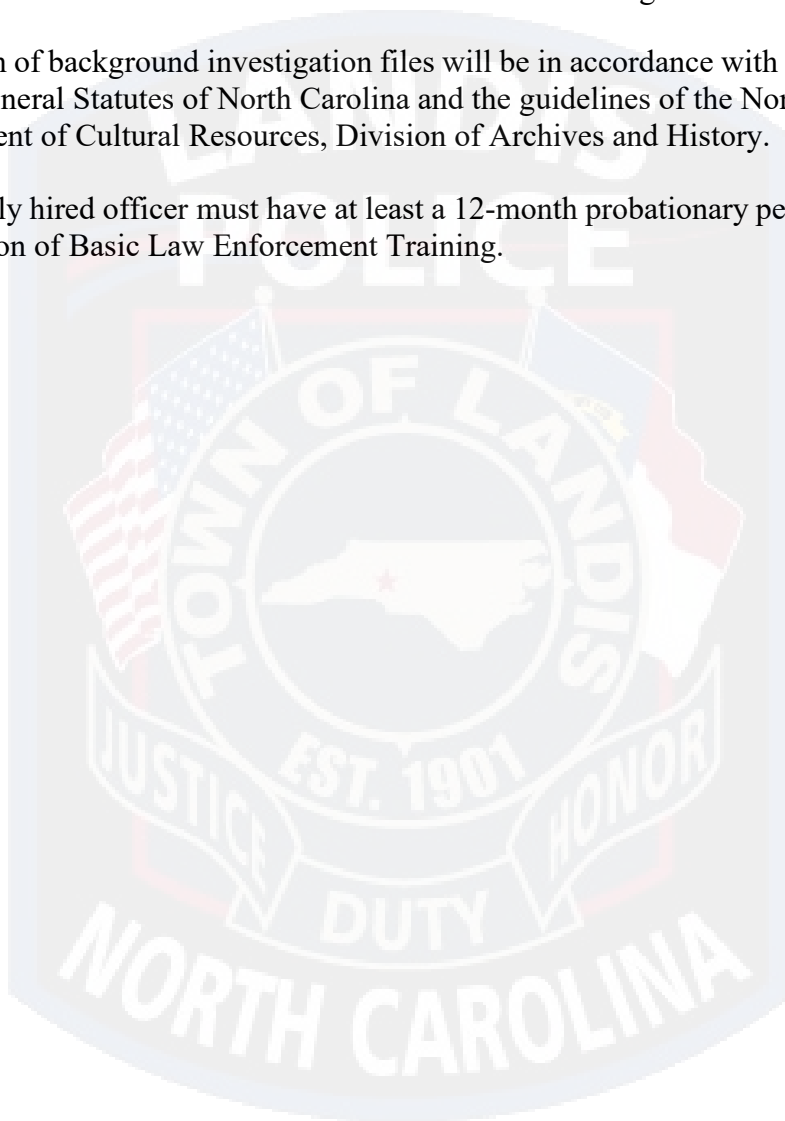 n of background investigation files will be in accordance with
neral Statutes of North Carolina and the guidelines of the Nor
ent of Cultural Resources, Division of Archives and History.
ly hired officer must have at least a 12-month probationary pe
on of Basic Law Enforcement Training.
LANDIS
POLICE
TOWN OF LANDIS
EST. 1901
JUSTICE
DUTY
HONOR
NORTH CAROLINA